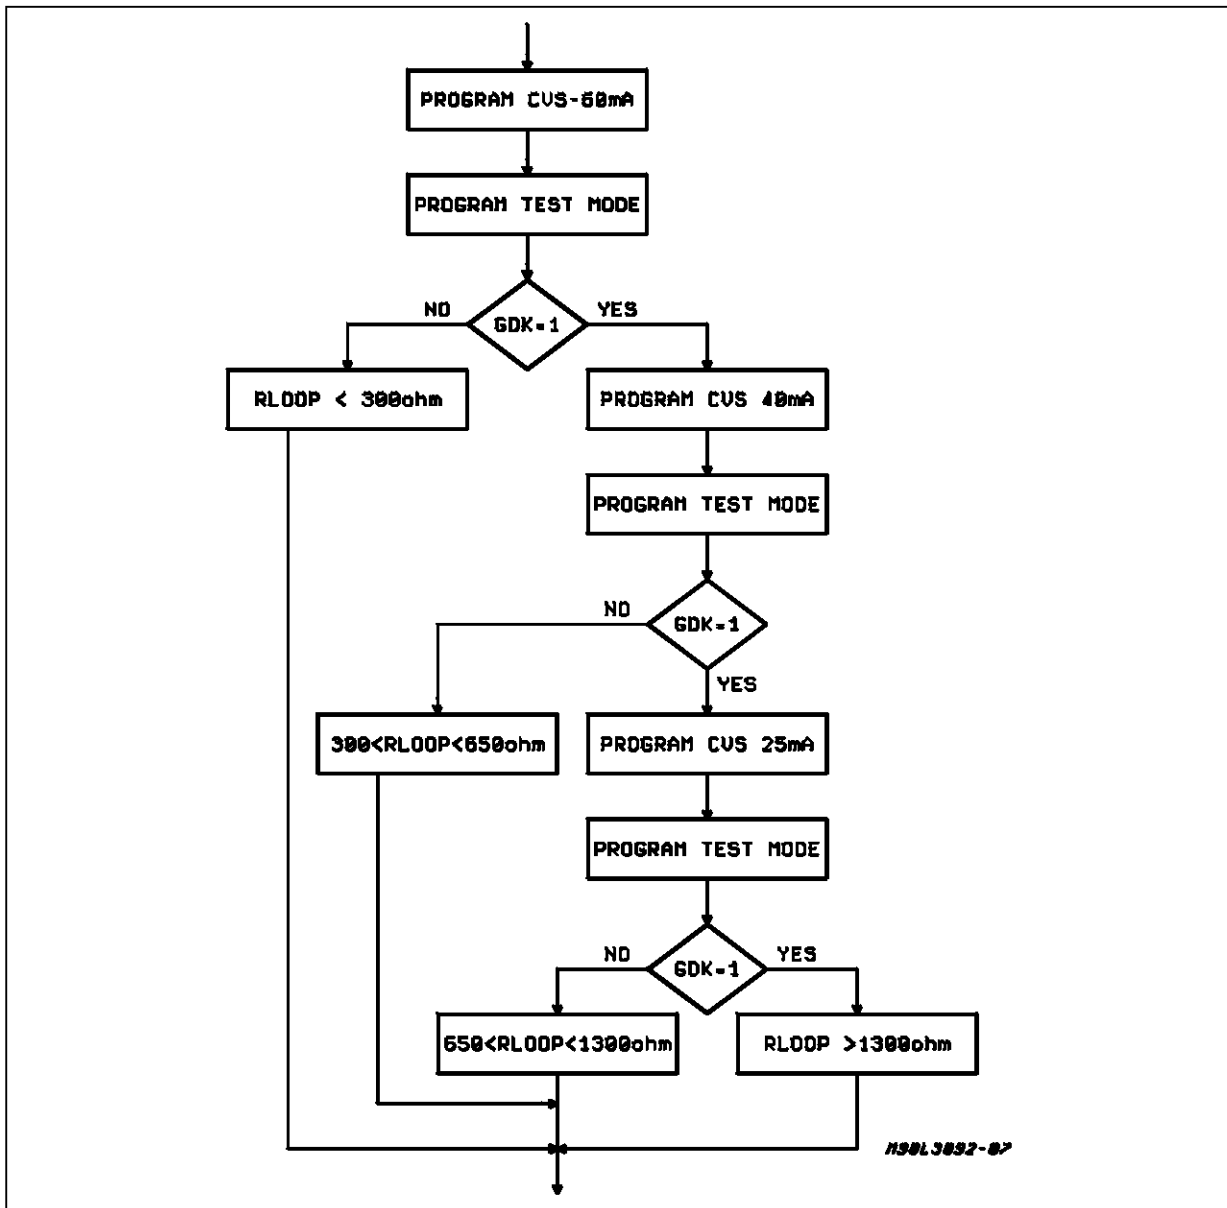 PROGRAM CVS-60mA
PROGRAM TEST MODE
NO
YES
GDK=1
RLOOP < 300ohm
PROGRAM CVS 40mA
PROGRAM TEST MODE
NO
GDK=1
YES
300<RLOOP<650ohm
PROGRAM CVS 25mA
PROGRAM TEST MODE
NO
YES
GDK=1
650<RLOOP<1300ohm
RLOOP >1300ohm
M90L3092-07